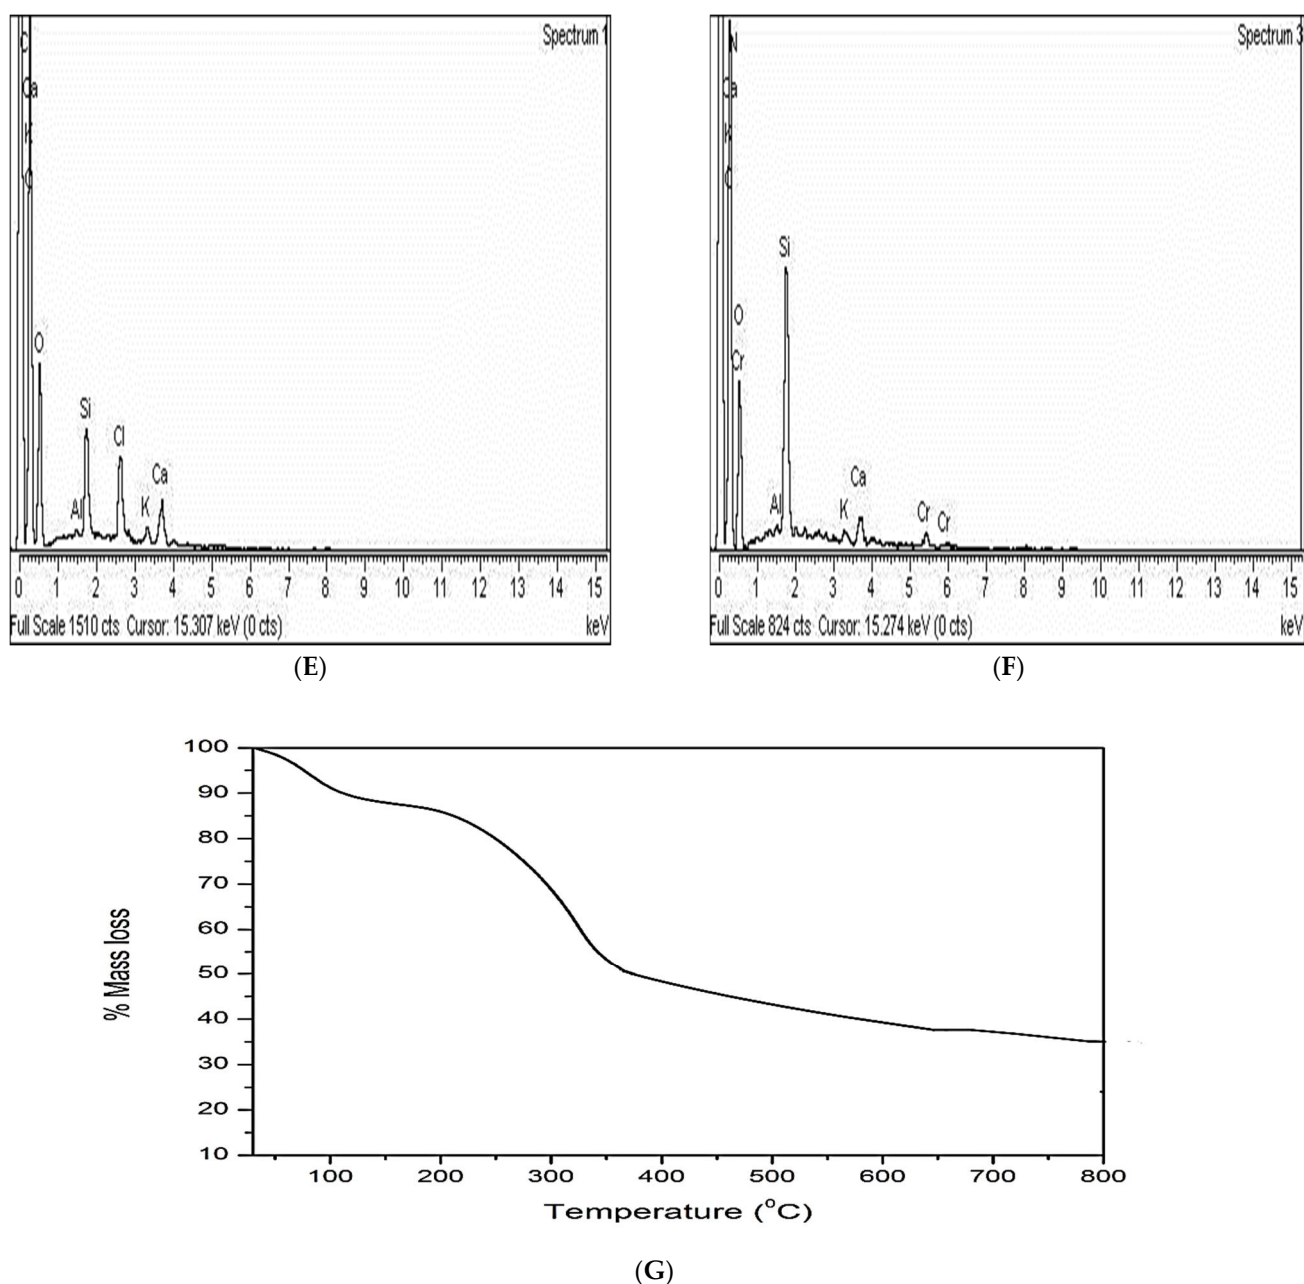 Spectrum 1
C
Ca
K
O
Si
Cl
Al
K
Ca
0 1 2 3 4 5 6 7 8 9 10 11 12 13 14 15
Full Scale 1510 cts Cursor: 15.307 keV (0 cts) keV
(E)
Spectrum 3
N
Ca
K
C
Si
O
Cr
Al
K
Ca
Cr
Cr
0 1 2 3 4 5 6 7 8 9 10 11 12 13 14 15
Full Scale 824 cts Cursor: 15.274 keV (0 cts) keV
(F)
100
90
80
70
60
50
40
30
20
10
% Mass loss
100 200 300 400 500 600 700 800
Temperature (°C)
(G)